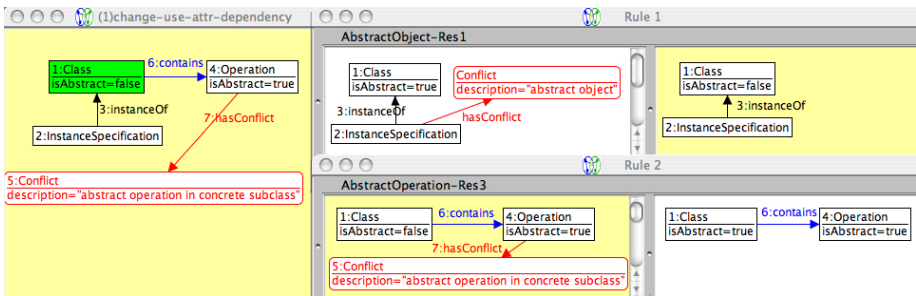 (1)change-use-attr-dependency
1:Class
isAbstract=false
6:contains
4:Operation
isAbstract=true
3:instanceOf
7:hasConflict
2:InstanceSpecification
5:Conflict
description="abstract operation in concrete subclass"
Rule 1
AbstractObject-Res1
1:Class
isAbstract=true
Conflict
description="abstract object"
3:instanceOf
hasConflict
2:InstanceSpecification
1:Class
isAbstract=false
3:instanceOf
2:InstanceSpecification
Rule 2
AbstractOperation-Res3
1:Class
isAbstract=false
6:contains
4:Operation
isAbstract=true
7:hasConflict
5:Conflict
description="abstract operation in concrete subclass"
1:Class
isAbstract=true
6:contains
4:Operation
isAbstract=true